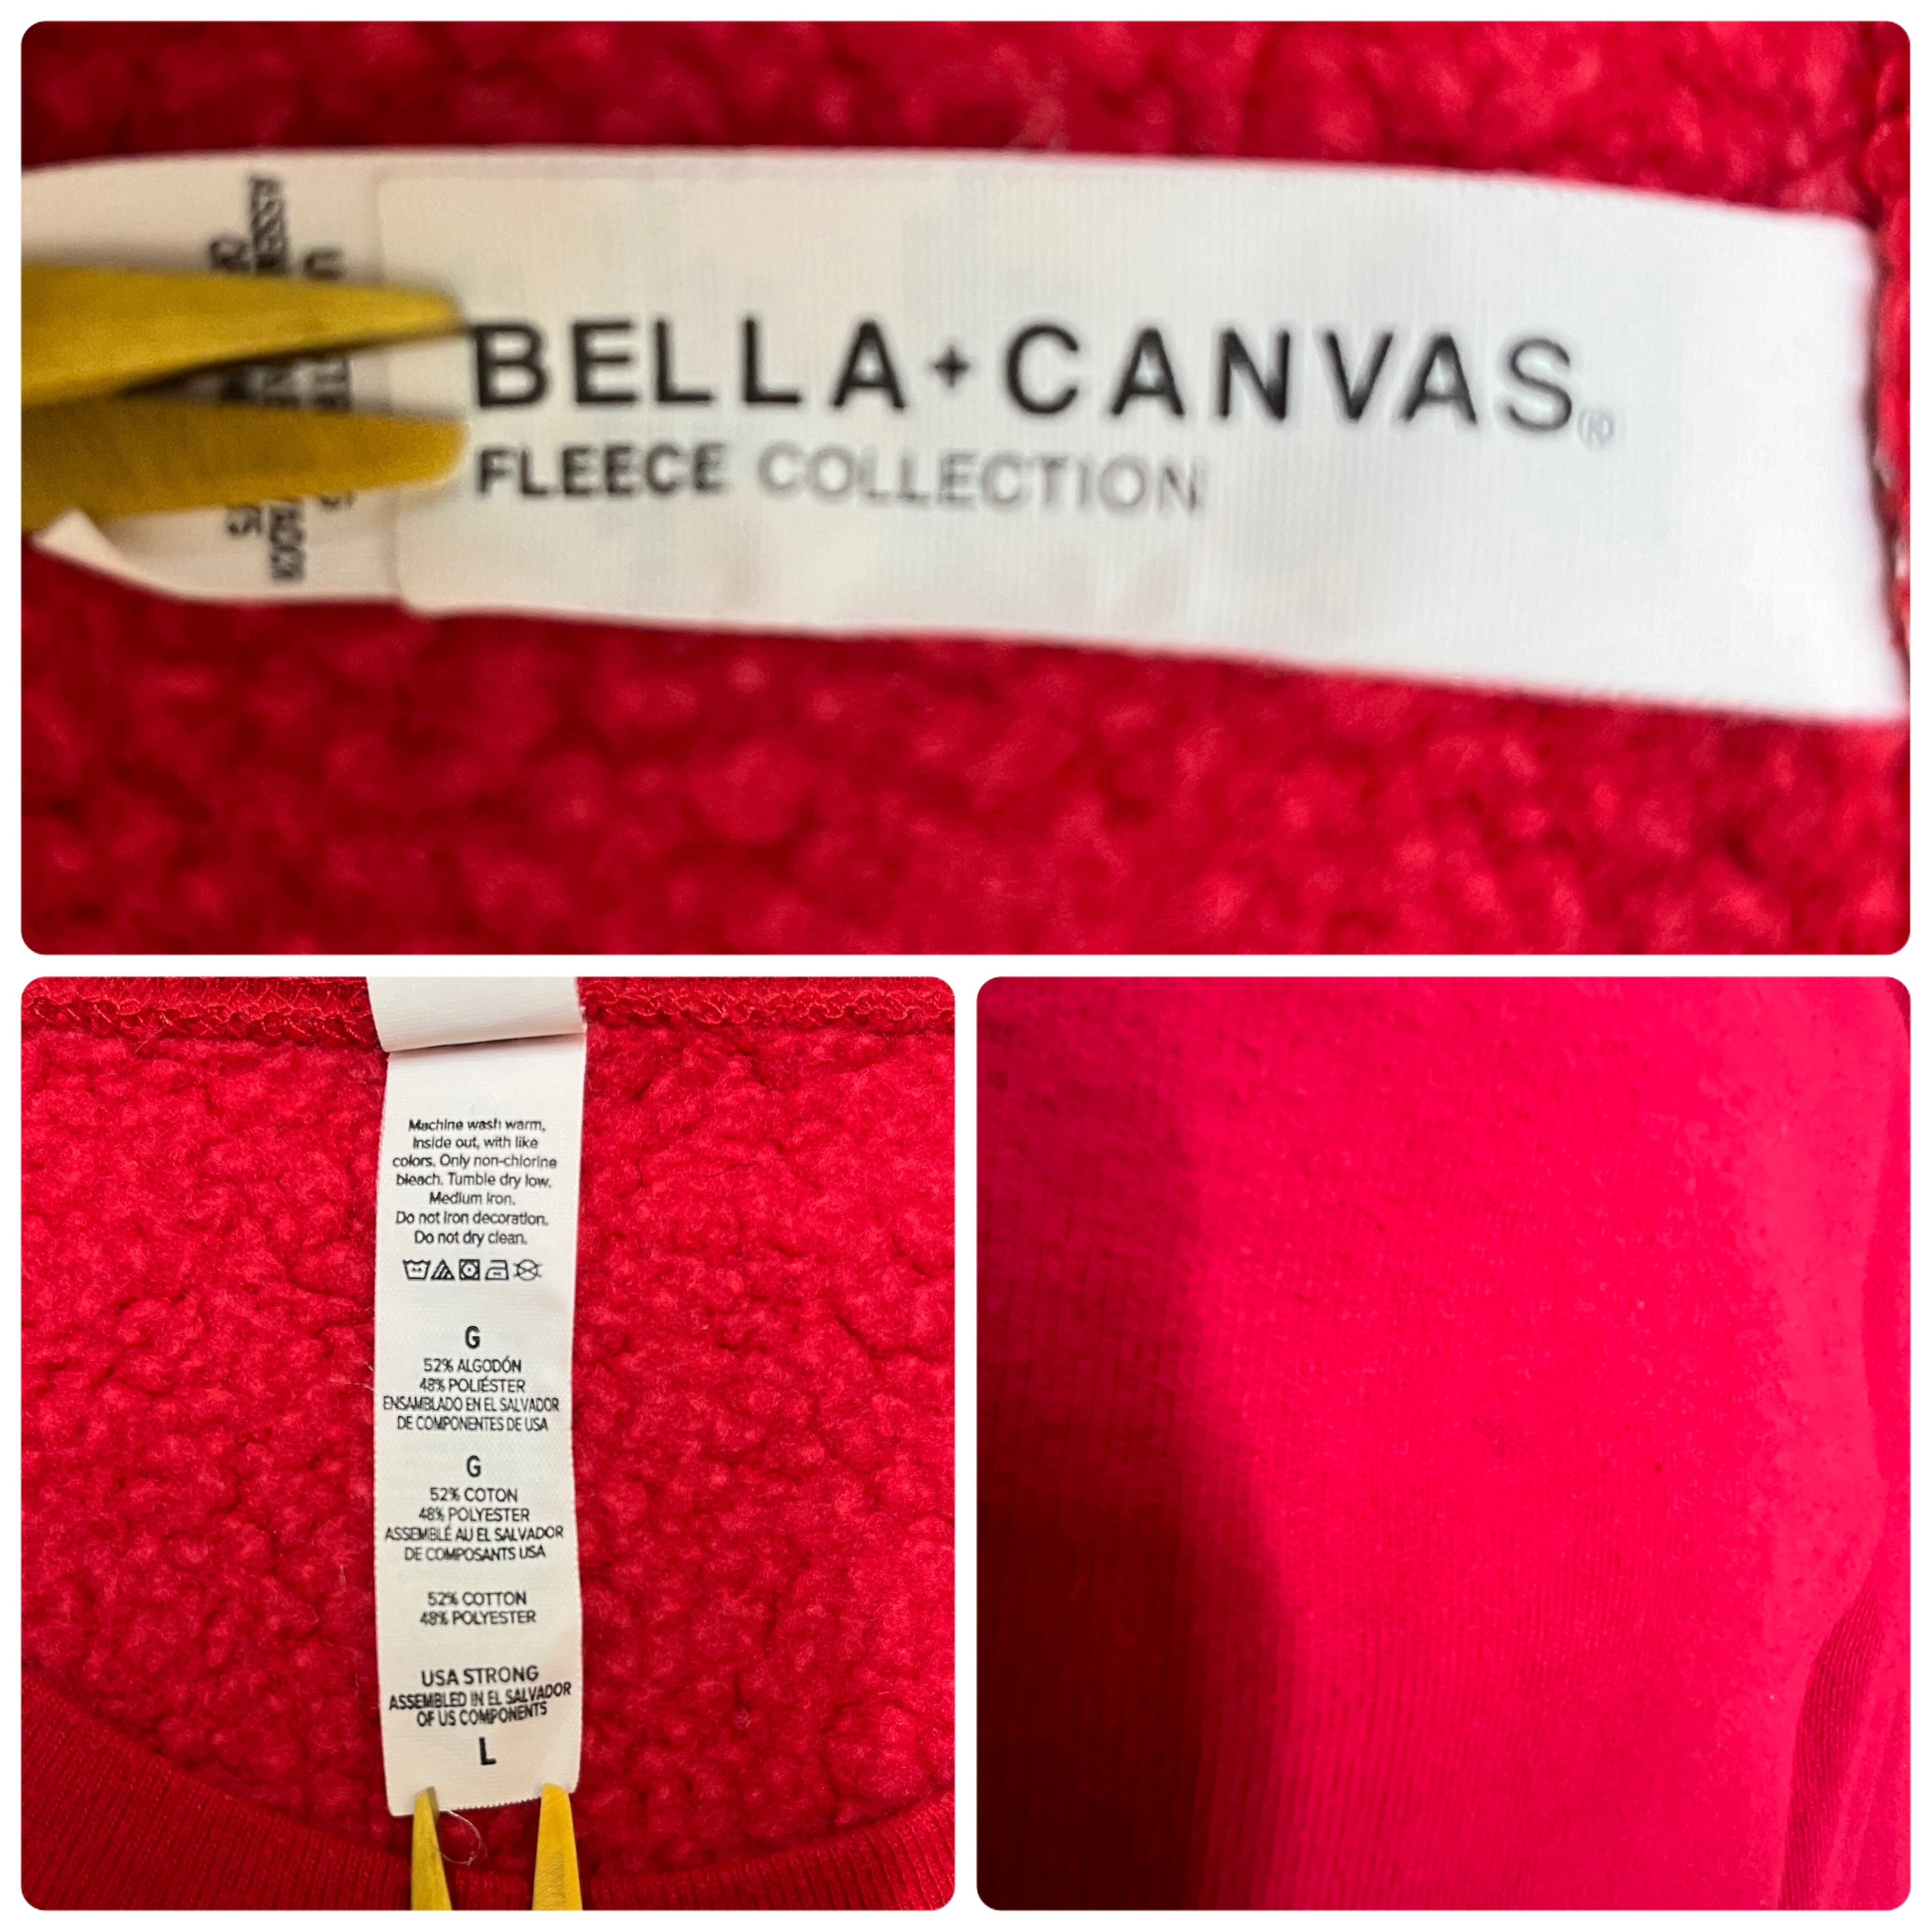 BELLA+CANVAS®
FLEECE COLLECTION
Machine wash warm,
Inside out, with like
colors. Only non-chlorine
bleach. Tumble dry low.
Medium Iron.
Do not Iron decoration.
Do not dry clean.
G
52% ALGODÓN
48% POLIÉSTER
ENSAMBLADO EN EL SALVADOR
DE COMPONENTES DE USA
G
52% COTON
48% POLYESTER
ASSEMBLÉ AU EL SALVADOR
DE COMPOSANTS USA
52% COTTON
48% POLYESTER
USA STRONG
ASSEMBLED IN EL SALVADOR
OF US COMPONENTS
L